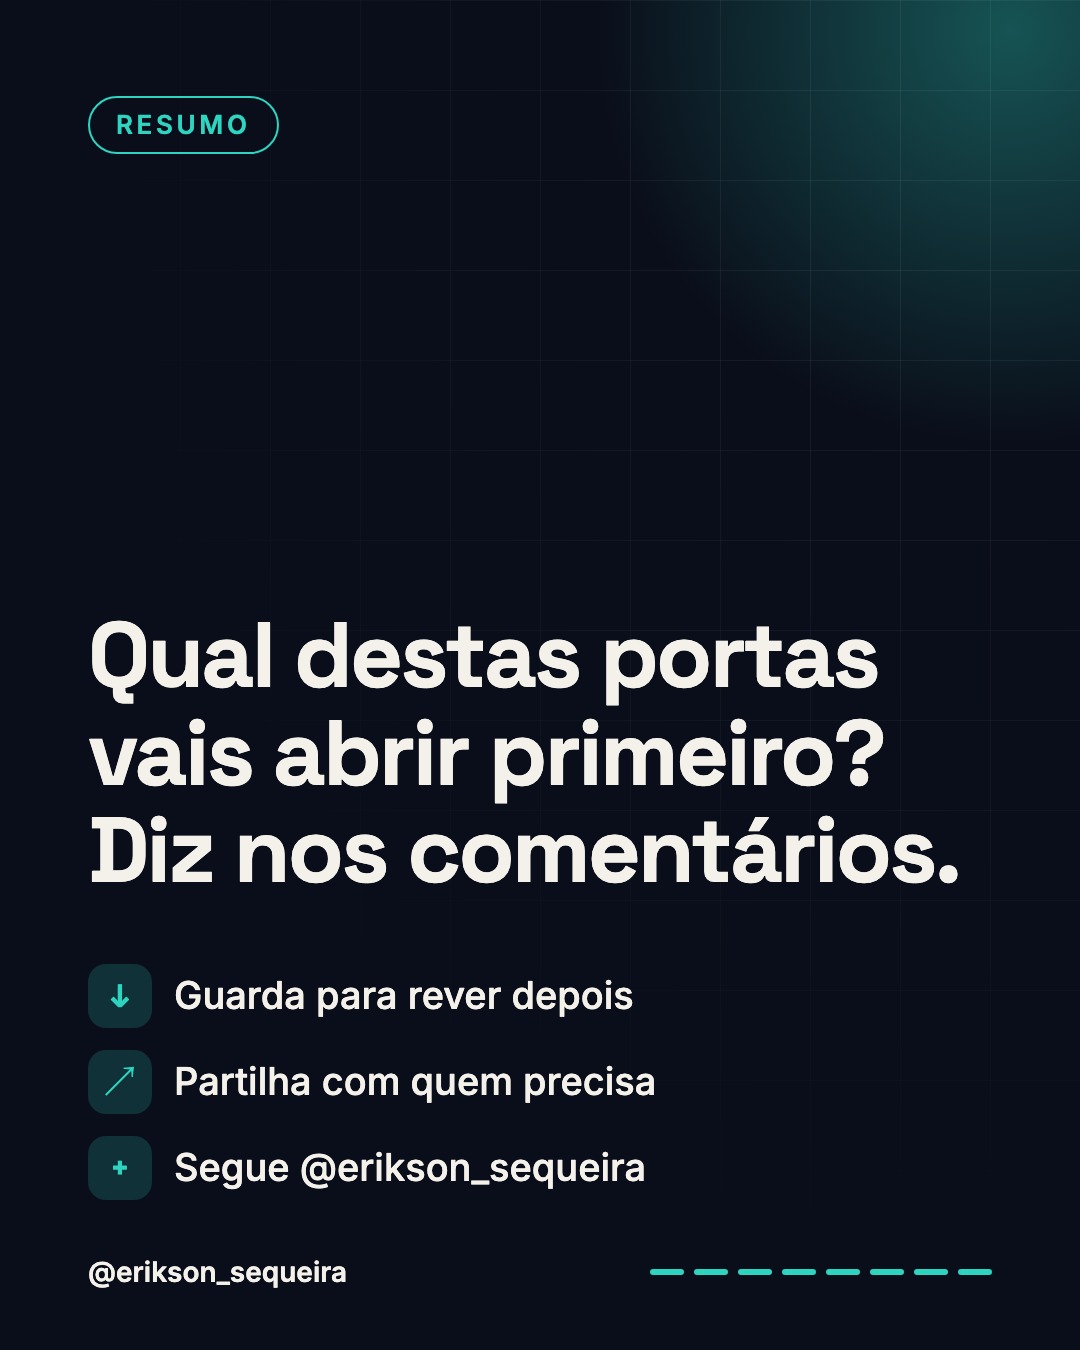 RESUMO
Qual destas portas
vais abrir primeiro?
Diz nos comentários.
Guarda para rever depois
Partilha com quem precisa
Segue @erikson_sequeira
@erikson_sequeira